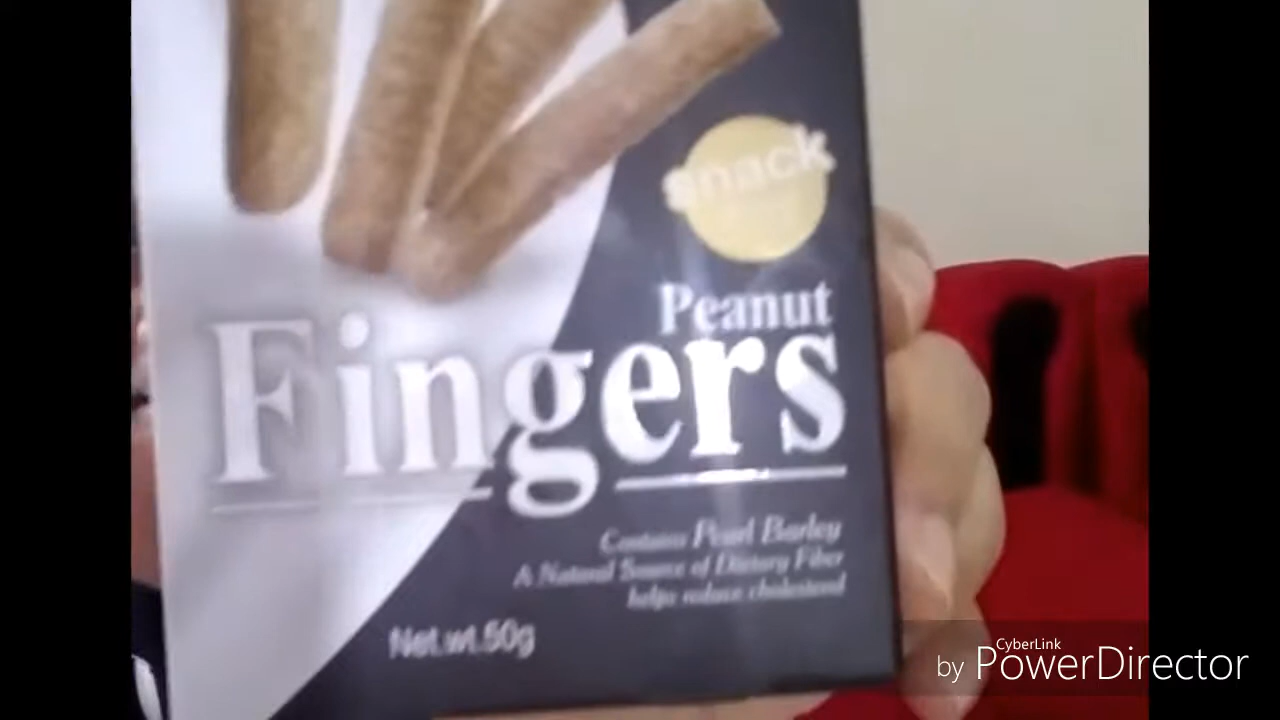 snack
Peanut
Fingers
Contains Pearl Barley
A Natural Source of Dietary Fiber
helps reduce cholesterol
Net.wt.50g
CyberLink
by PowerDirector